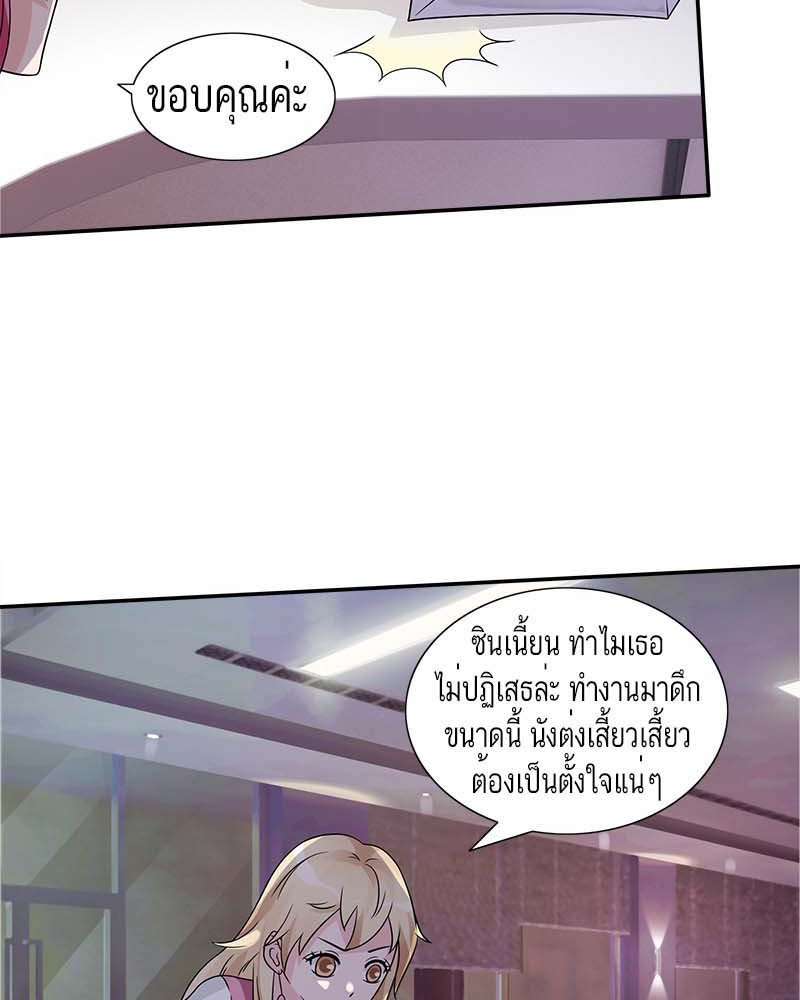 ขอบคุณค่ะ
ซินเนี้ยน ทำไมเธอ
ไม่ปฏิเสธล่ะ ทำงานมาดึก
ขนาดนี้ นังต่งเสี้ยวเสี้ยว
ต้องเป็นตั้งใจแน่ๆ